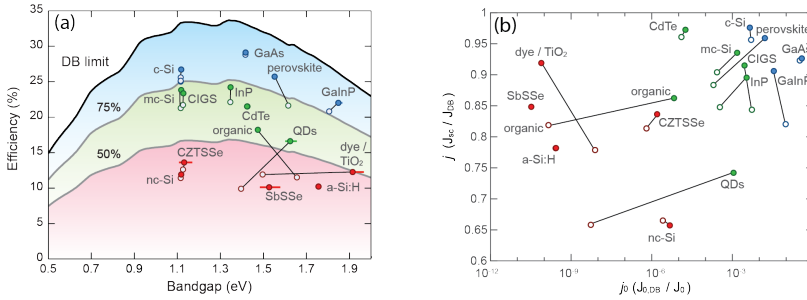 (a)
35
30
25
20
15
10
5
0
Efficiency (%)
DB limit
75%
50%
c-Si
mc-Si
CIGS
InP
GaAs
perovskite
GaInP
CdTe
organic
QDs
dye /
TiO2
CZTSSe
nc-Si
SbSSe
a-Si:H
0.5 0.7 0.9 1.1 1.3 1.5 1.7 1.9
Bandgap (eV)
(b)
1
0.95
0.9
0.85
0.8
0.75
0.7
0.65
0.6
j (Jsc / JDB)
dye / TiO2
CdTe
c-Si
perovskite
mc-Si
CIGS
GaAs
InP
GaInP
SbSSe
organic
organic
CZTSSe
a-Si:H
QDs
nc-Si
10-12 10-9 10-6 10-3
j0 (J0,DB / J0)